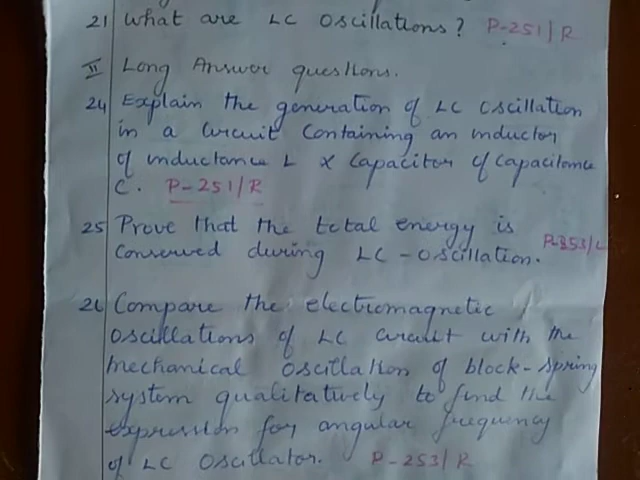 21 What are LC Oscillations? P-251/R
II Long Answer questions.
24 Explain the generation of LC Oscillation
in a circuit Containing an inductor
of inductance L & Capacitor of Capacitance
C. P-251/R
25 Prove that the total energy is
Conserved during LC-oscillation. P-253/L
26 Compare the electromagnetic
Oscillations of LC circuit with the
mechanical oscillation of block-spring
system qualitatively to find the
expression for angular frequency
of LC Oscillator. P-253/R